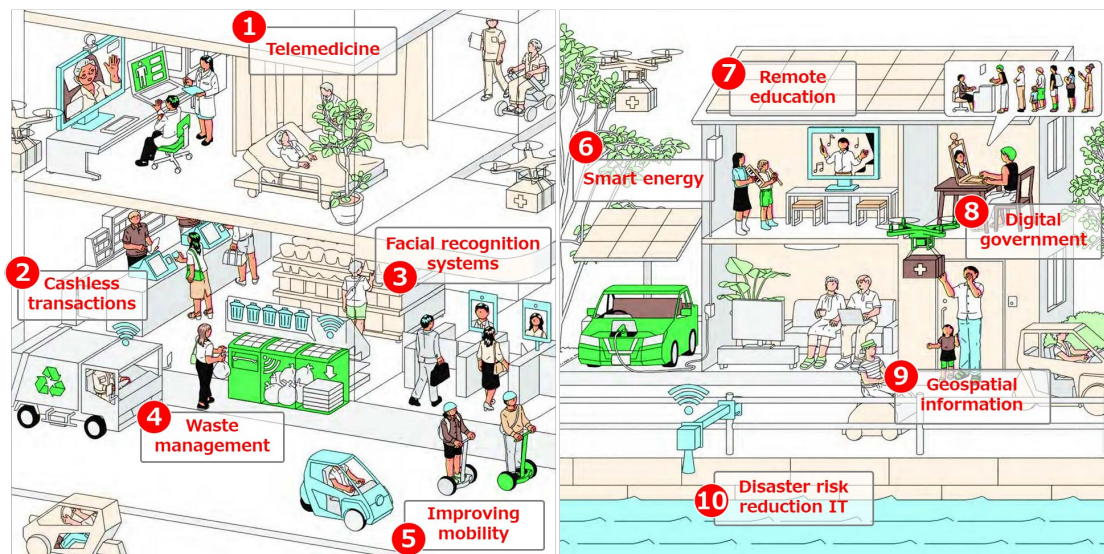 1
Telemedicine
2
Cashless
transactions
Facial recognition
3
systems
4
Waste
management
5
Improving
mobility
6
Smart energy
7
Remote
education
8
Digital
government
9
Geospatial
information
10
Disaster risk
reduction IT